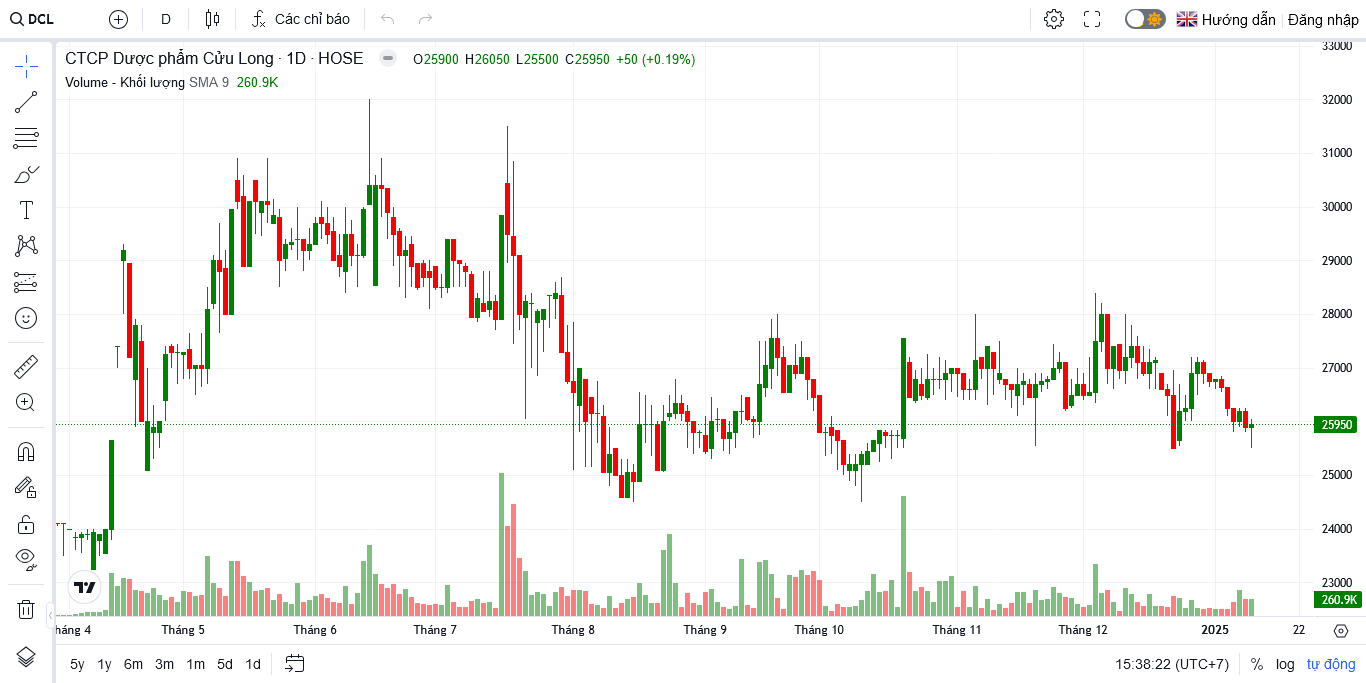 DCL D Các chỉ báo Hướng dẫn Đăng nhập
CTCP Dược phẩm Cửu Long · 1D · HOSE O25900 H26050 L25500 C25950 +50 (+0.19%)
Volume - Khối lượng SMA 9 260.9K
33000
32000
31000
30000
29000
28000
27000
25950
25000
24000
23000
260.9K
háng 4 Tháng 5 Tháng 6 Tháng 7 Tháng 8 Tháng 9 Tháng 10 Tháng 11 Tháng 12 2025 22
5y 1y 6m 3m 1m 5d 1d 15:38:22 (UTC+7) % log tự động